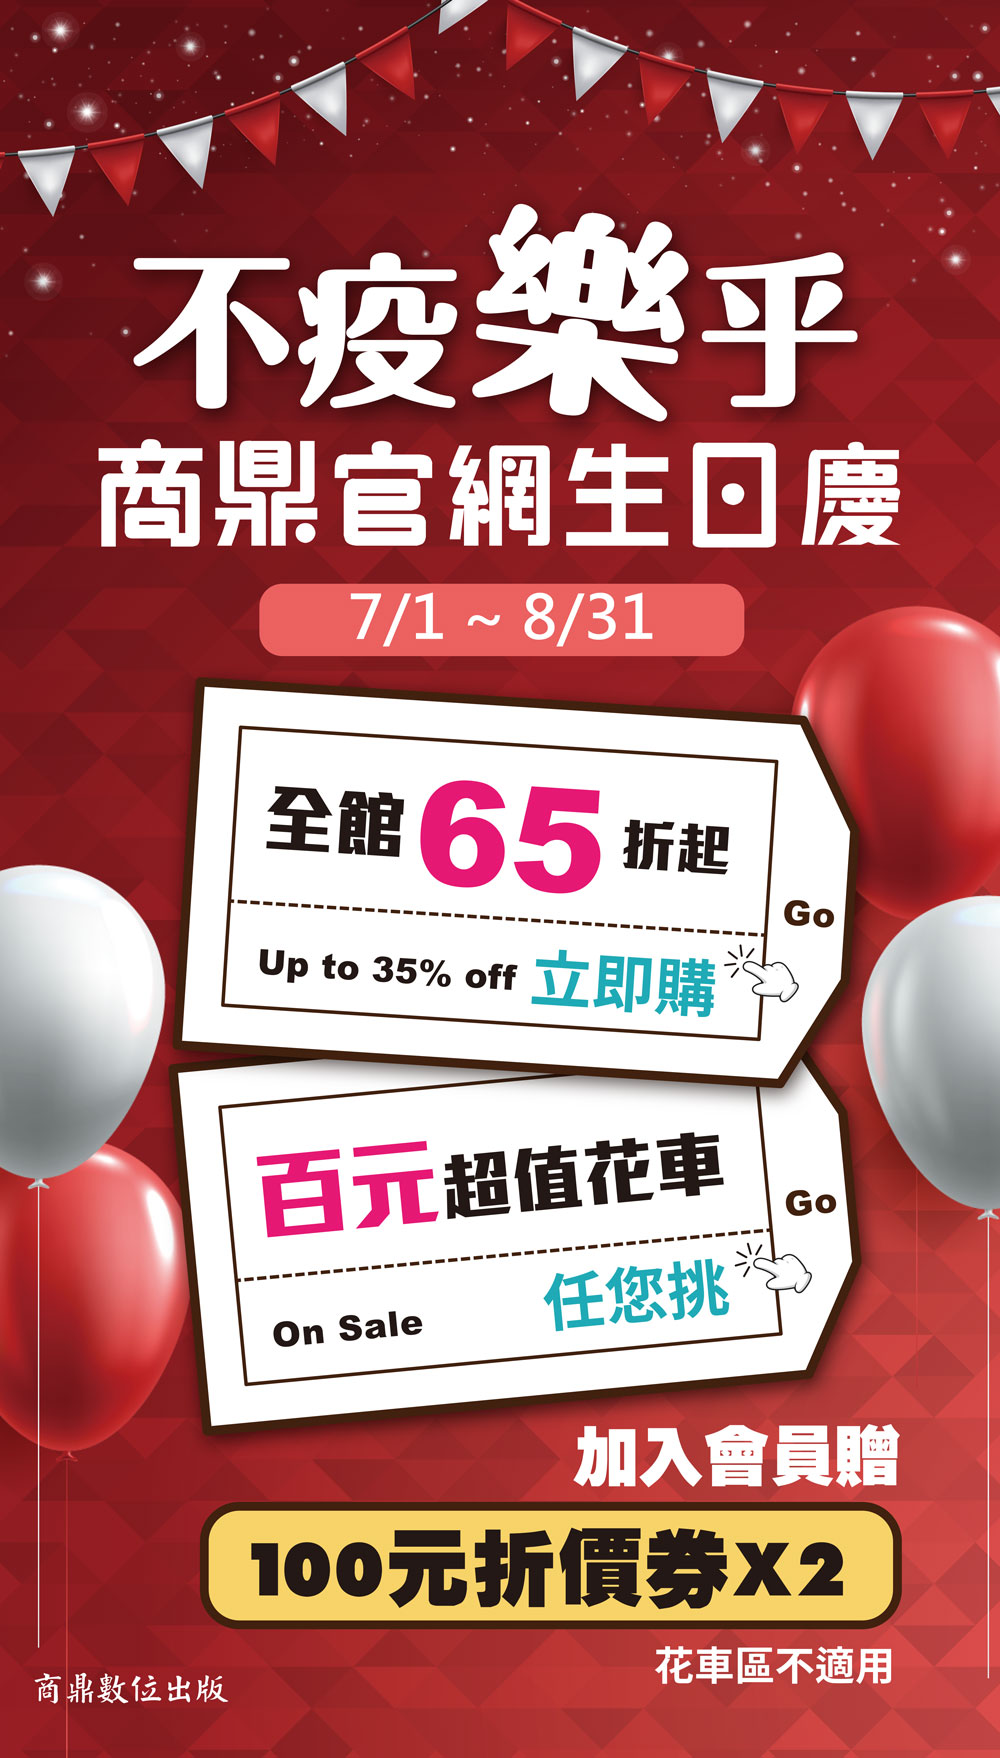 不疫樂乎
商鼎官網生日慶
7/1 ~ 8/31
全館65折起
Go
Up to 35% off 立即購
百元超值花車
Go
On Sale 任您挑
加入會員贈
100元折價券X2
花車區不適用
商鼎數位出版